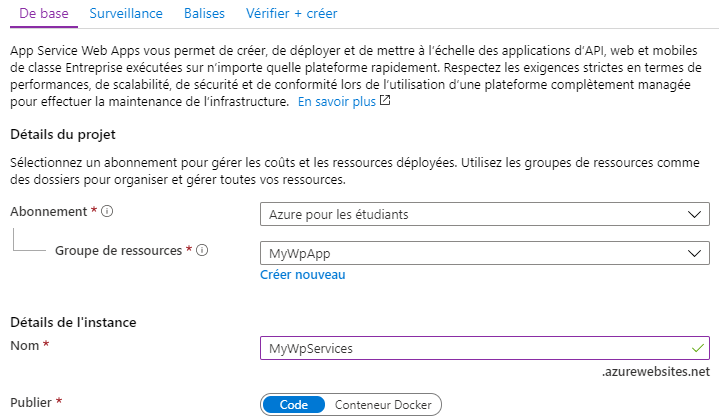 De base Surveillance Balises Vérifier + créer
App Service Web Apps vous permet de créer, de déployer et de mettre à l'échelle des applications d'API, web et mobiles
de classe Entreprise exécutées sur n'importe quelle plateforme rapidement. Respectez les exigences strictes en termes de
performances, de scalabilité, de sécurité et de conformité lors de l'utilisation d'une plateforme complètement managée
pour effectuer la maintenance de l'infrastructure. En savoir plus
Détails du projet
Sélectionnez un abonnement pour gérer les coûts et les ressources déployées. Utilisez les groupes de ressources comme
des dossiers pour organiser et gérer toutes vos ressources.
Abonnement * Azure pour les étudiants
Groupe de ressources * MyWpApp
Créer nouveau
Détails de l'instance
Nom * MyWpServices
.azurewebsites.net
Publier * Code Conteneur Docker